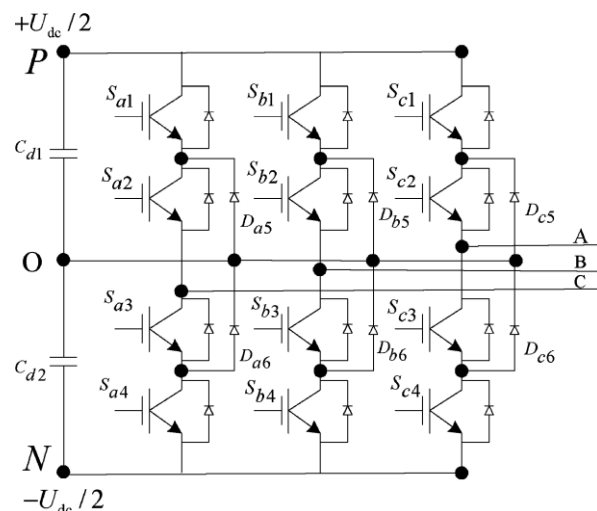 +U_dc/2
P
S_a1 S_b1 S_c1
C_d1
S_a2 S_b2 S_c2
D_a5 D_b5 D_c5
A
O
B
C
S_a3 S_b3 S_c3
D_a6 D_b6 D_c6
C_d2
S_a4 S_b4 S_c4
N
−U_dc/2